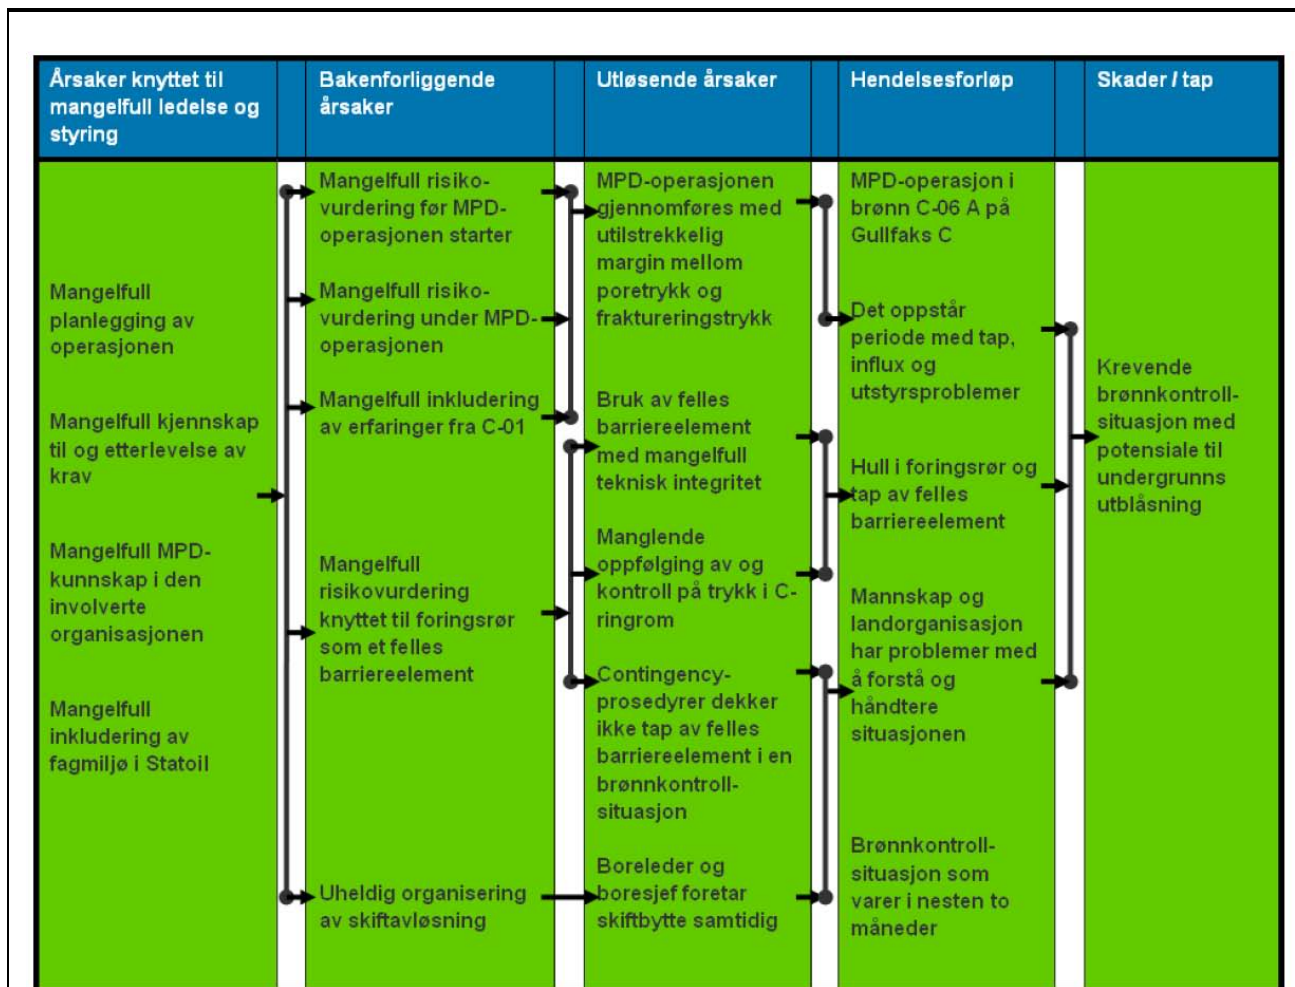 Årsaker knyttet til
mangelfull ledelse og
styring
Bakenforliggende
årsaker
Utløsende årsaker
Hendelsesforløp
Skader / tap
Mangelfull
planlegging av
operasjonen
Mangelfull kjennskap
til og etterlevelse av
krav
Mangelfull MPD-
kunnskap i den
involverte
organisasjonen
Mangelfull
inkludering av
fagmiljø i Statoil
Mangelfull risiko-
vurdering før MPD-
operasjonen starter
Mangelfull risiko-
vurdering under MPD-
operasjonen
Mangelfull inkludering
av erfaringer fra C-01
Mangelfull
risikovurdering
knyttet til foringsrør
som et felles
barriereelement
Uheldig organisering
av skiftavløsning
MPD-operasjonen
gjennomføres med
utilstrekkelig
margin mellom
poretrykk og
fraktureringstrykk
Bruk av felles
barriereelement
med mangelfull
teknisk integritet
Manglende
oppfølging av og
kontroll på trykk i C-
ringrom
Contingency-
prosedyrer dekker
ikke tap av felles
barriereelement i en
brønnkontroll-
situasjon
Boreleder og
boresjef foretar
skiftbytte samtidig
MPD-operasjon i
brønn C-06 A på
Gullfaks C
Det oppstår
periode med tap,
influx og
utstyrsproblemer
Hull i foringsrør og
tap av felles
barriereelement
Mannskap og
landorganisasjon
har problemer med
å forstå og
håndtere
situasjonen
Brønnkontroll-
situasjon som
varer i nesten to
måneder
Krevende
brønnkontroll-
situasjon med
potensiale til
undergrunns
utblåsning